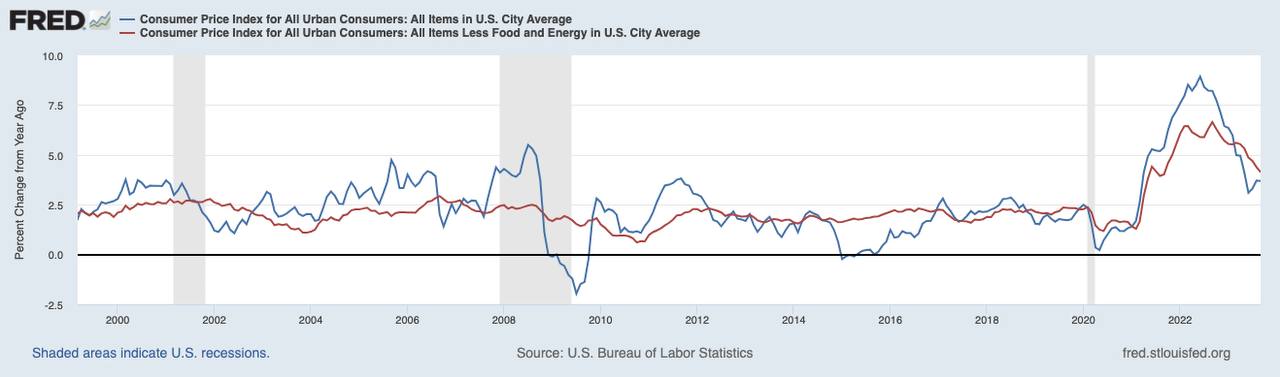 FRED
Consumer Price Index for All Urban Consumers: All Items in U.S. City Average
Consumer Price Index for All Urban Consumers: All Items Less Food and Energy in U.S. City Average
Percent Change from Year Ago
10.0
7.5
5.0
2.5
0.0
-2.5
2000 2002 2004 2006 2008 2010 2012 2014 2016 2018 2020 2022
Shaded areas indicate U.S. recessions. Source: U.S. Bureau of Labor Statistics fred.stlouisfed.org